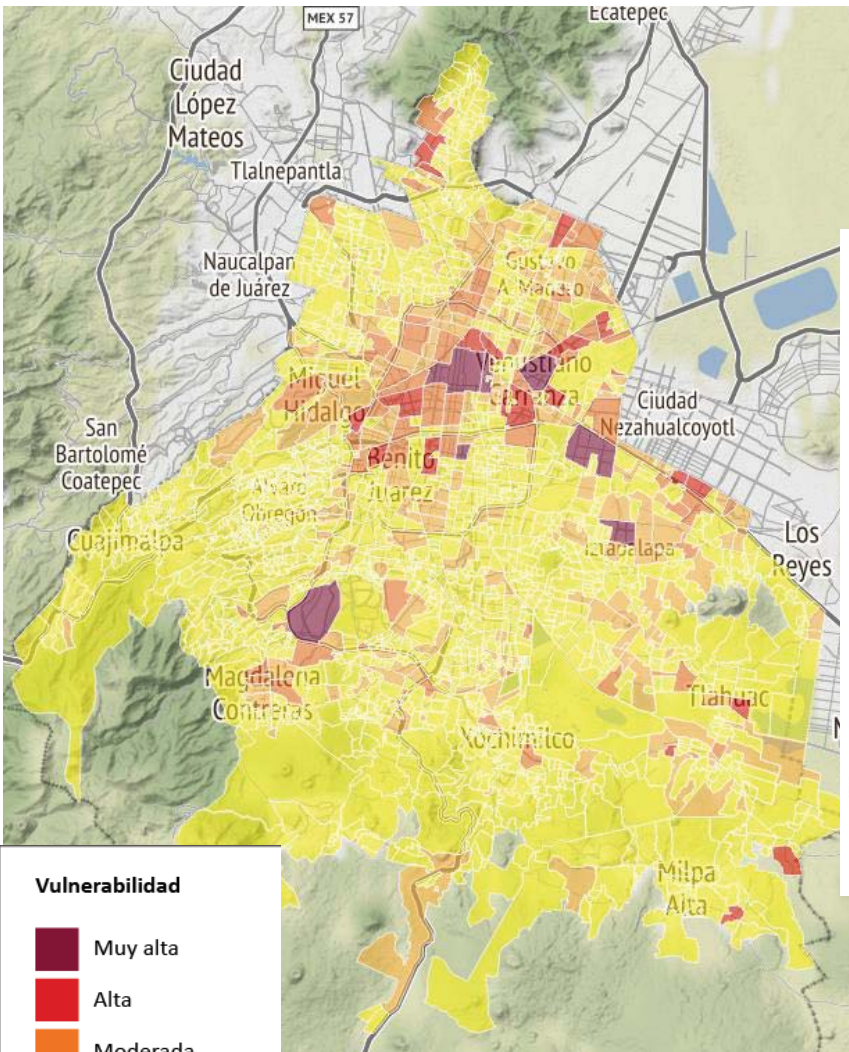 Ecatepec
MEX 57
Ciudad
López
Mateos
Tlalnepantla
Naucalpan
de Juárez
Gustavo
A. Madero
Venustiano
Carranza
Miguel
Hidalgo
Ciudad
Nezahualcoyotl
San
Bartolomé
Coatepec
Benito
Juarez
Alvaro
Obregón
Cuajimalpa
Iztapalapa
Los
Reyes
Magdalena
Contreras
Tlahuac
Xochimilco
Milpa
Alta
Vulnerabilidad
Muy alta
Alta
Moderada